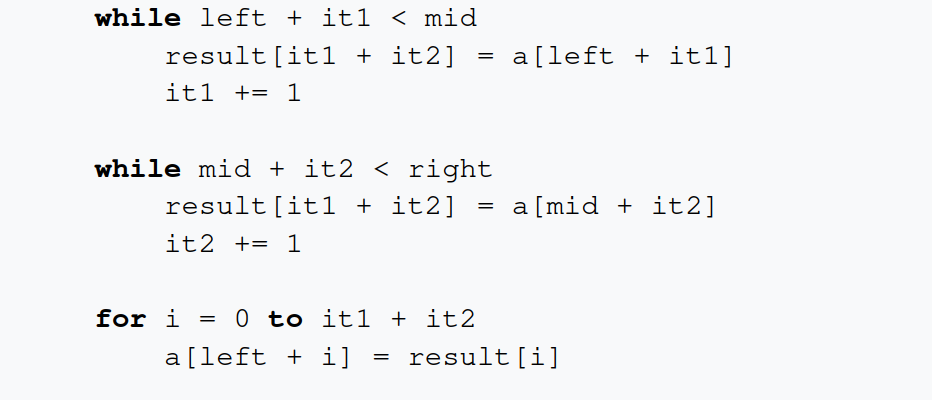 while left + it1 < mid
result[it1 + it2] = a[left + it1]
it1 += 1
while mid + it2 < right
result[it1 + it2] = a[mid + it2]
it2 += 1
for i = 0 to it1 + it2
a[left + i] = result[i]